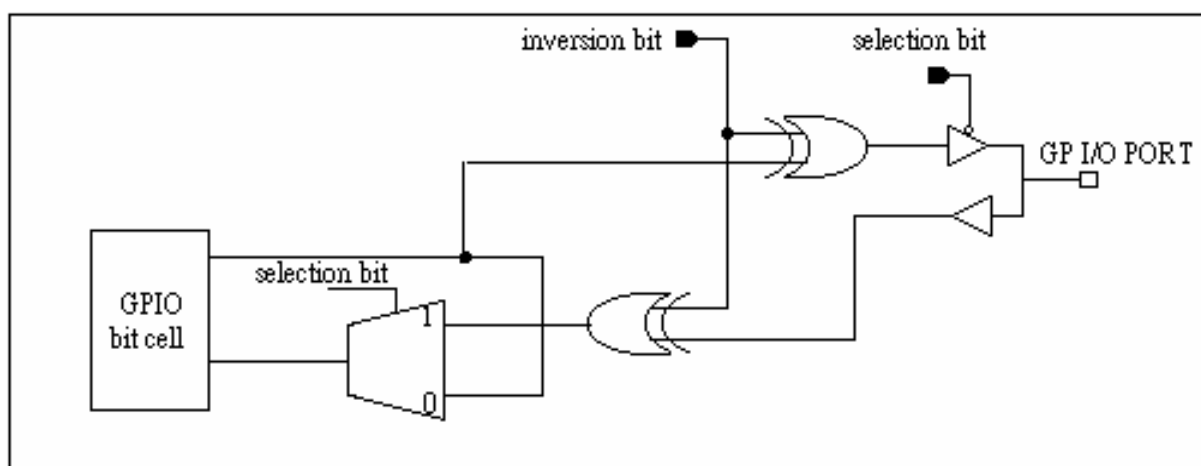 inversion bit
selection bit
GP I/O PORT
selection bit
GPIO
bit cell
1
0